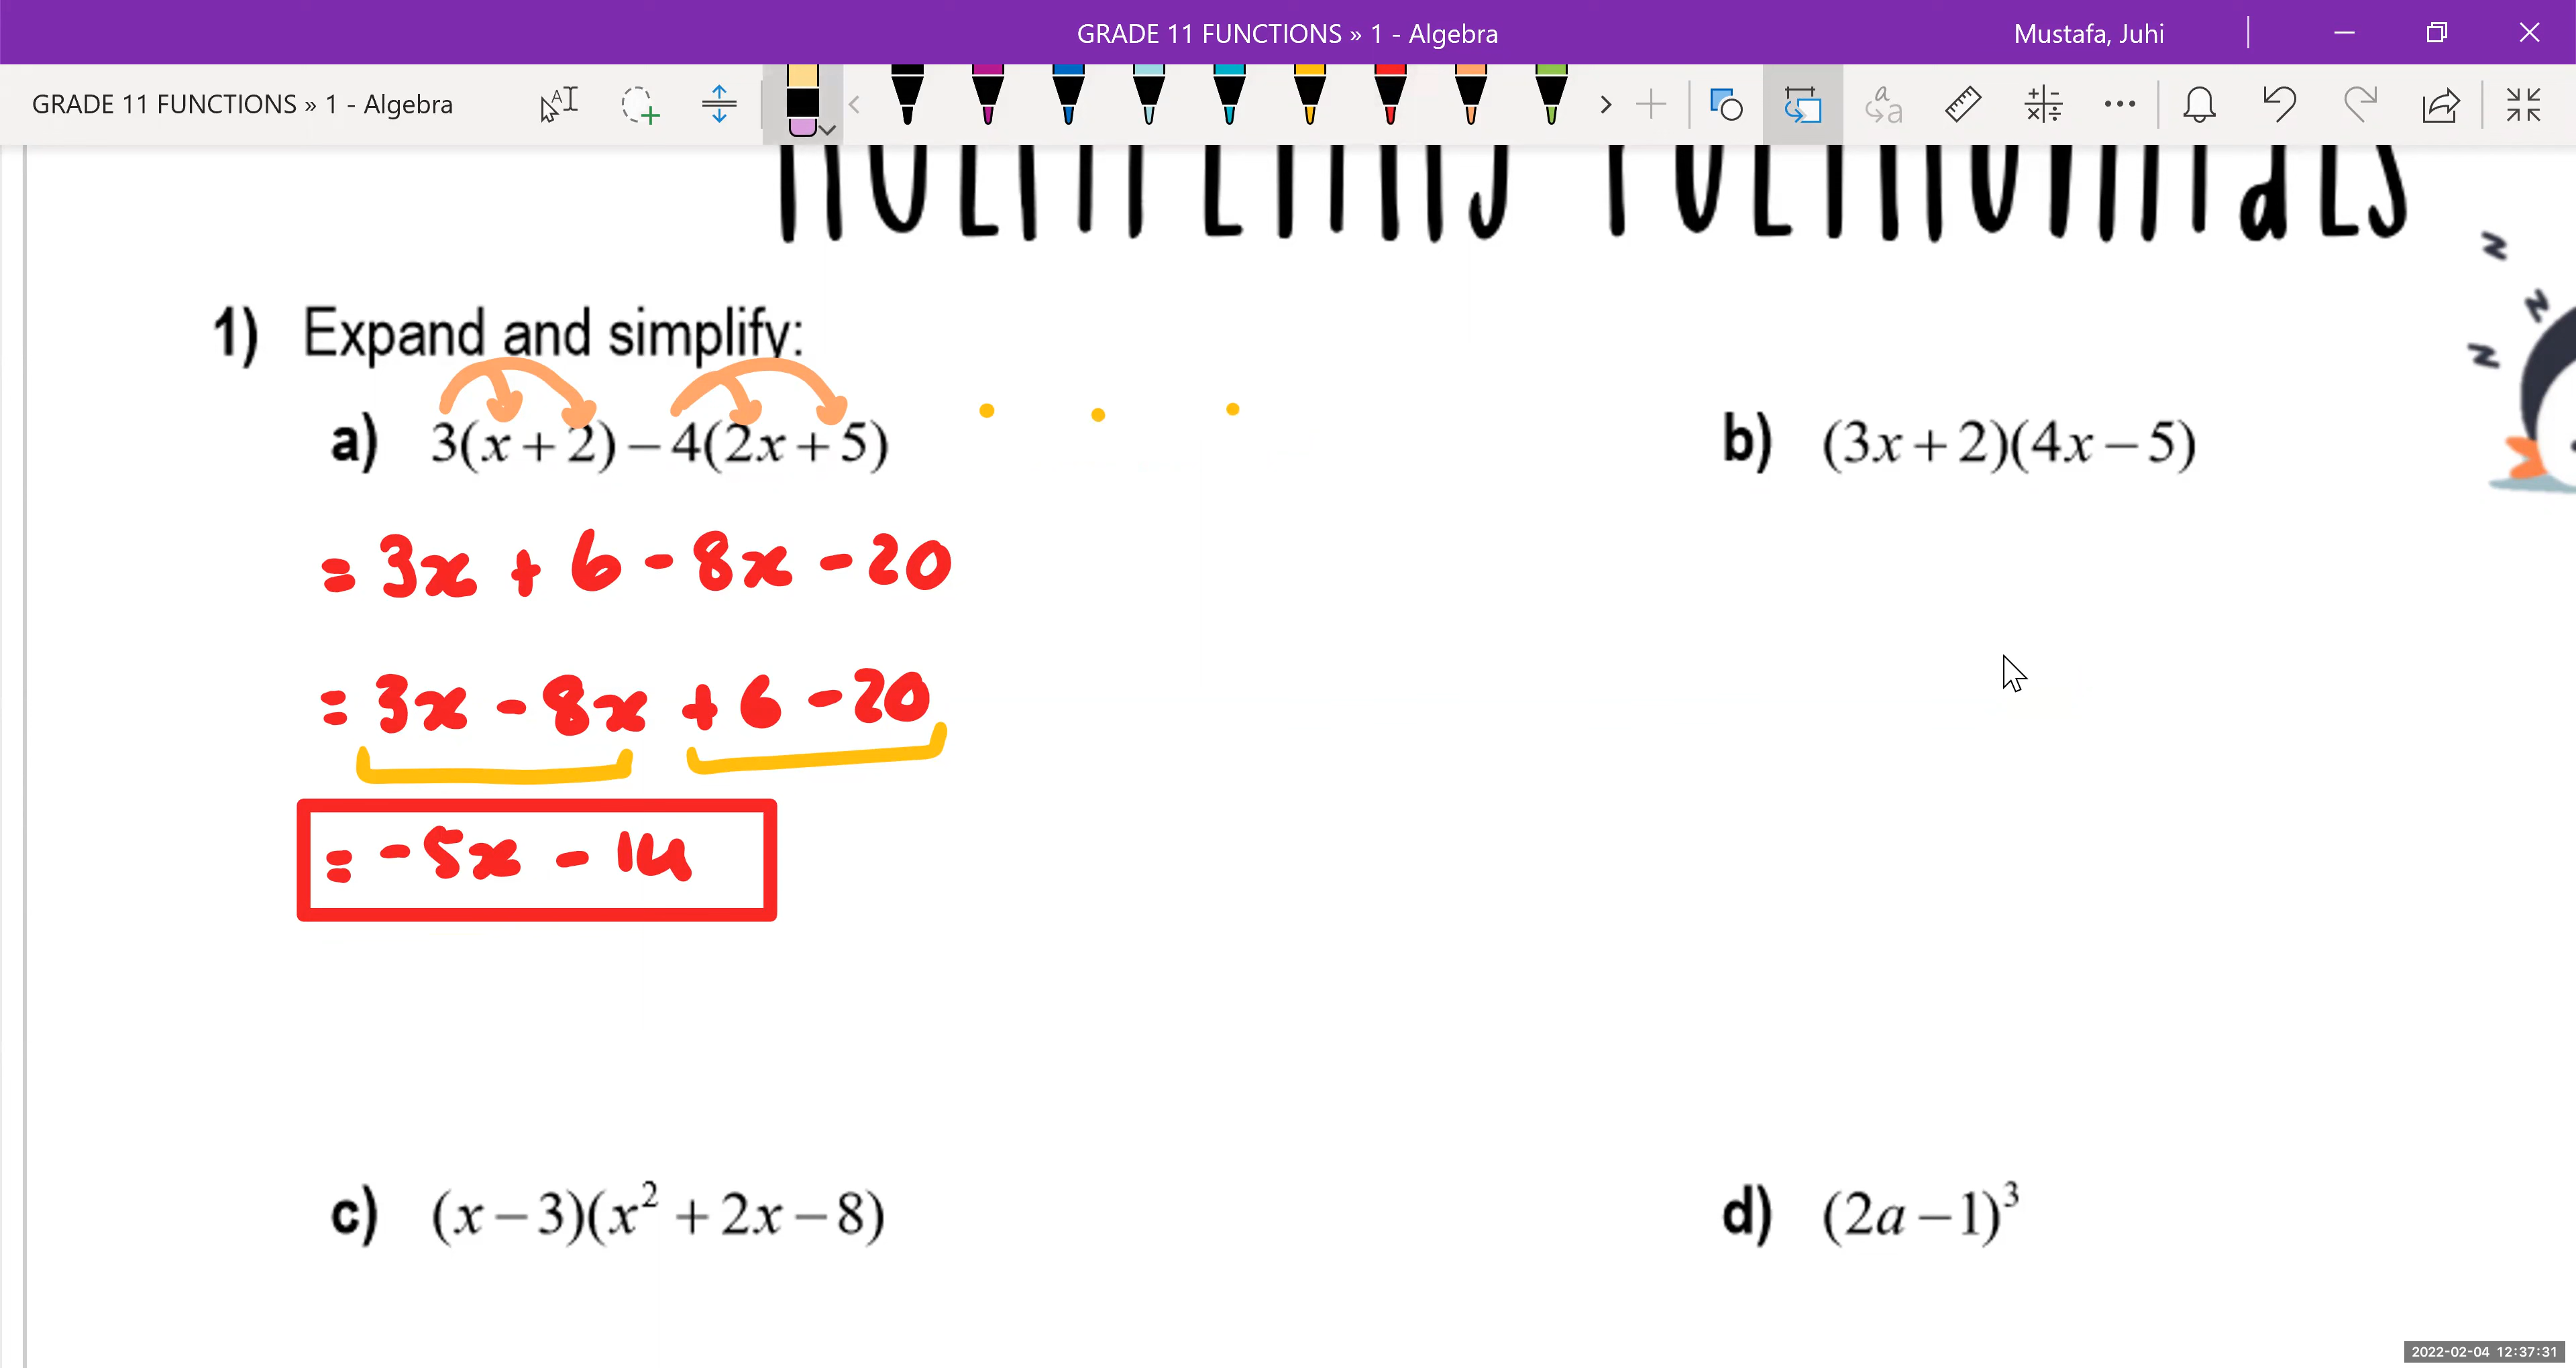 GRADE 11 FUNCTIONS » 1 - Algebra
Mustafa, Juhi
GRADE 11 FUNCTIONS » 1 - Algebra
1) Expand and simplify:
a) 3(x + 2) – 4(2x + 5)
= 3x + 6 - 8x - 20
= 3x - 8x + 6 - 20
= -5x - 14
b) (3x + 2)(4x – 5)
c) (x – 3)(x² + 2x – 8)
d) (2a – 1)³
z
z
z
2022-02-04 12:37:31